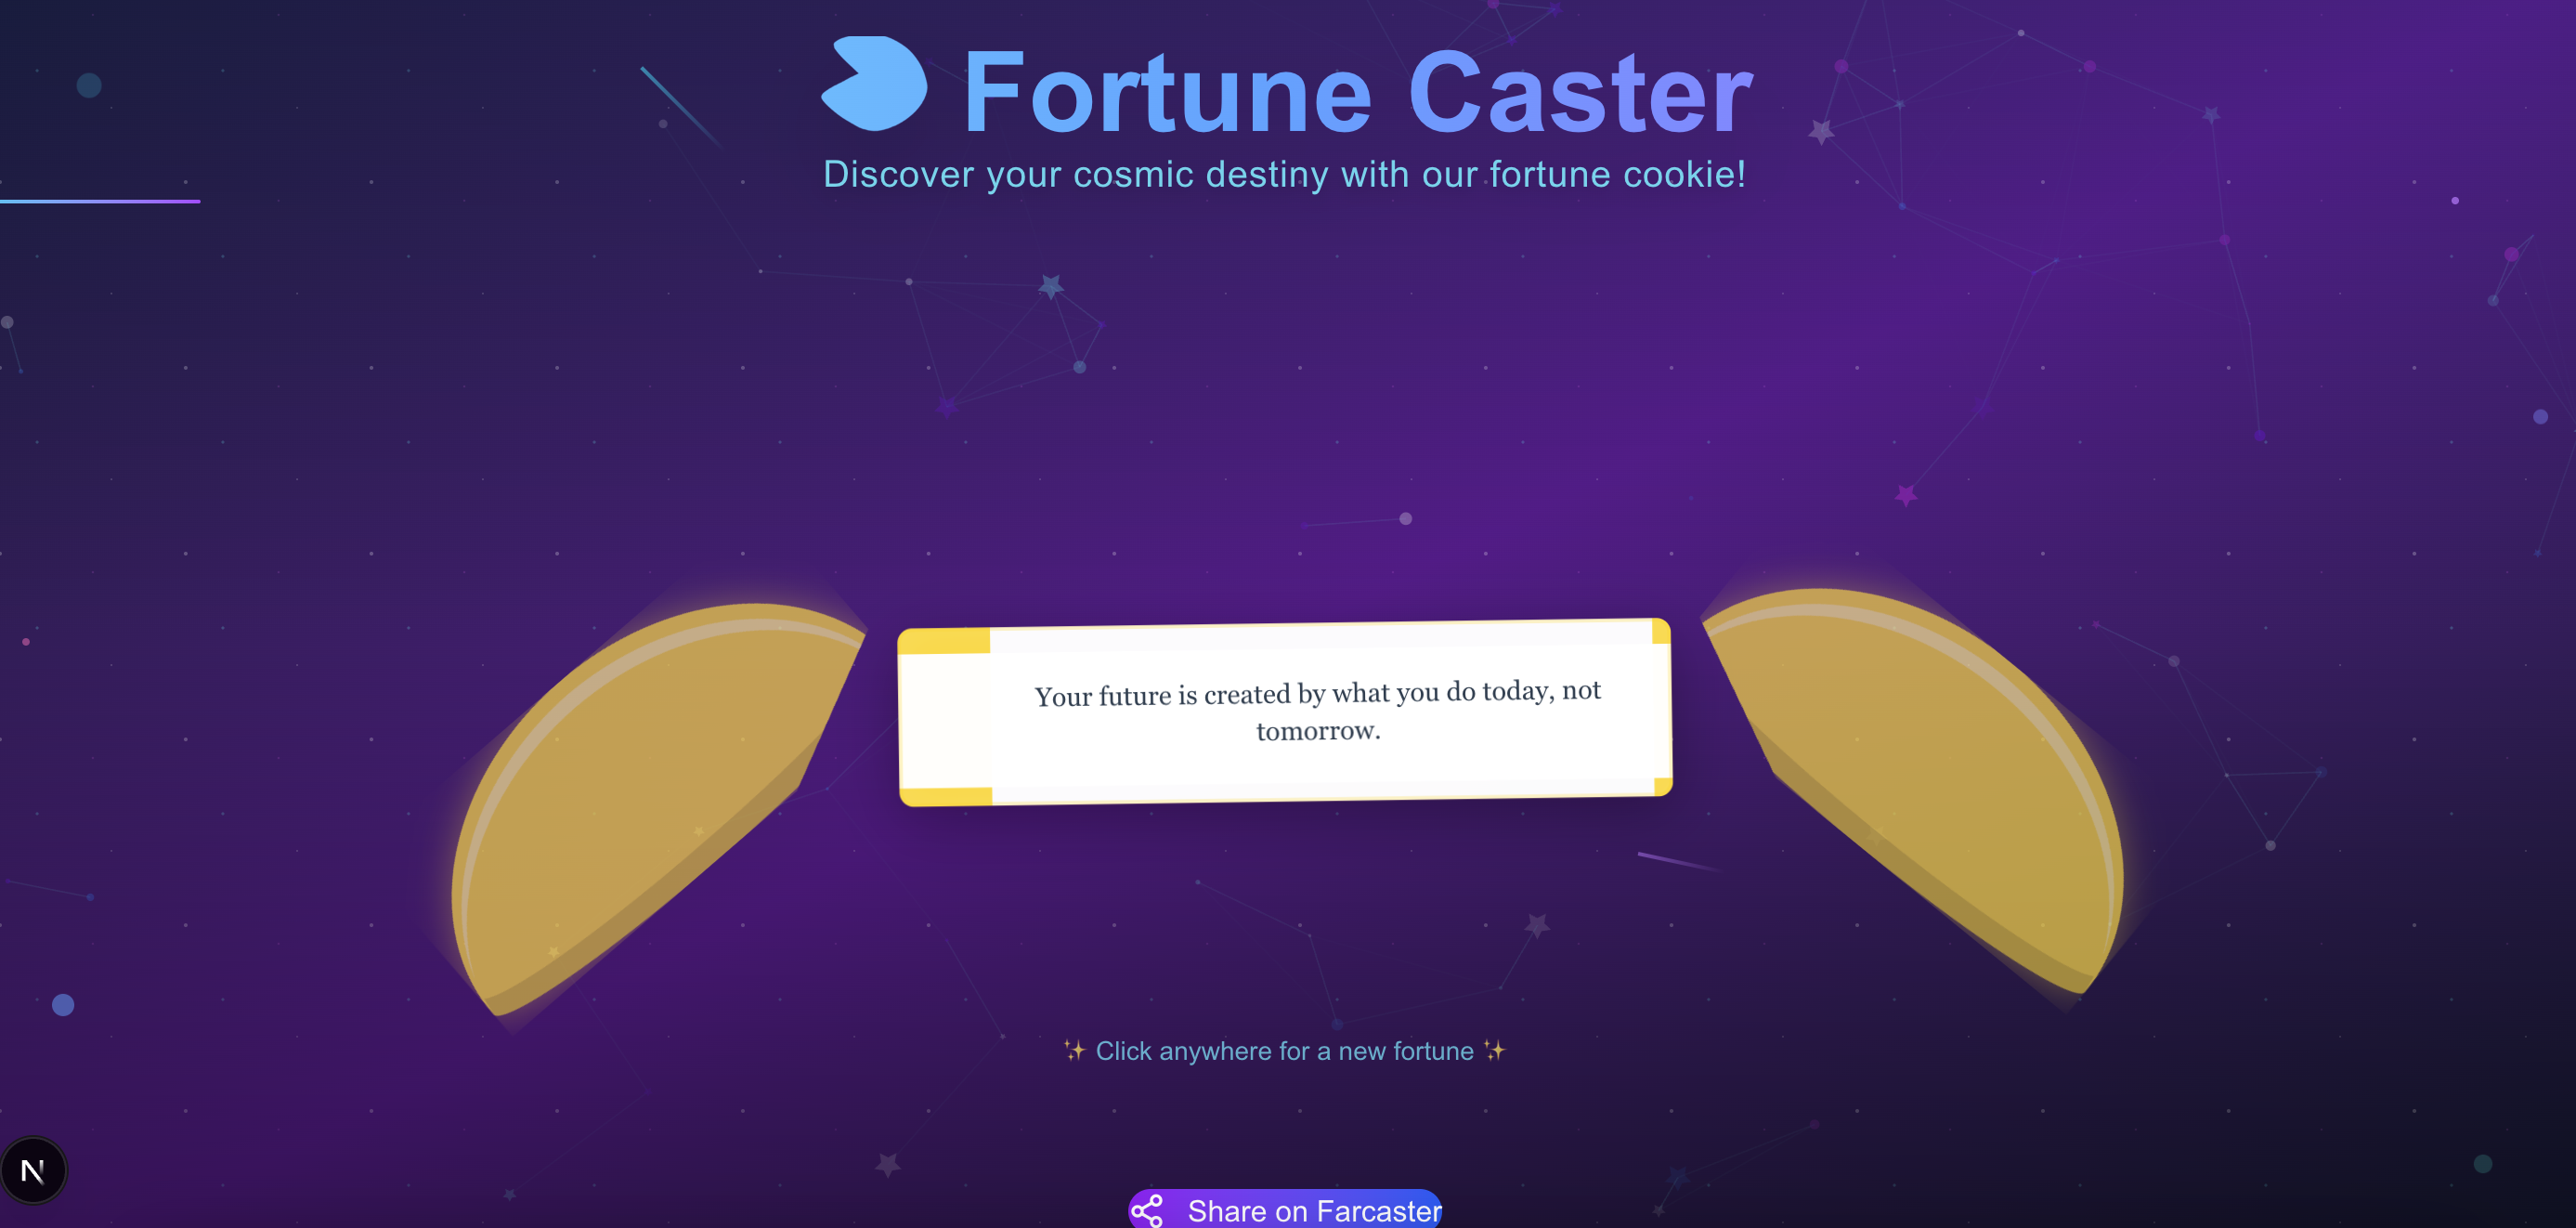 Fortune Caster
Discover your cosmic destiny with our fortune cookie!
Your future is created by what you do today, not
tomorrow.
✨ Click anywhere for a new fortune ✨
N
Share on Farcaster